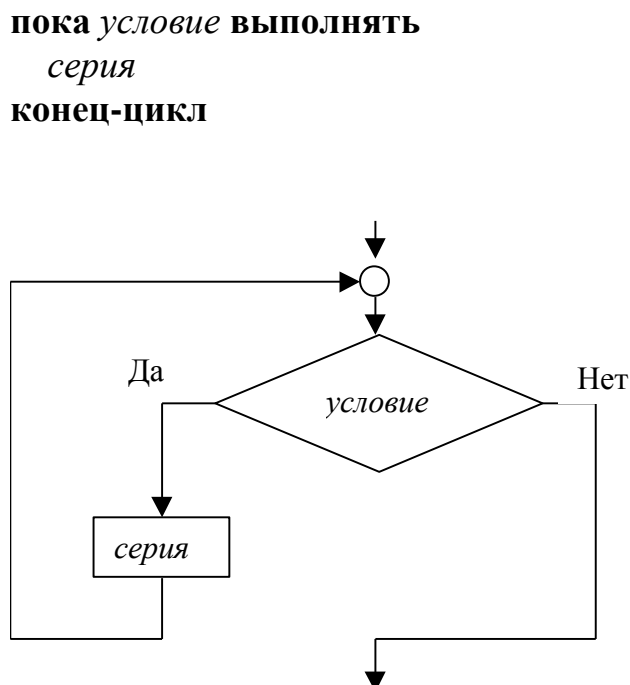 пока условие выполнять
серия
конец-цикл
Да
Нет
условие
серия